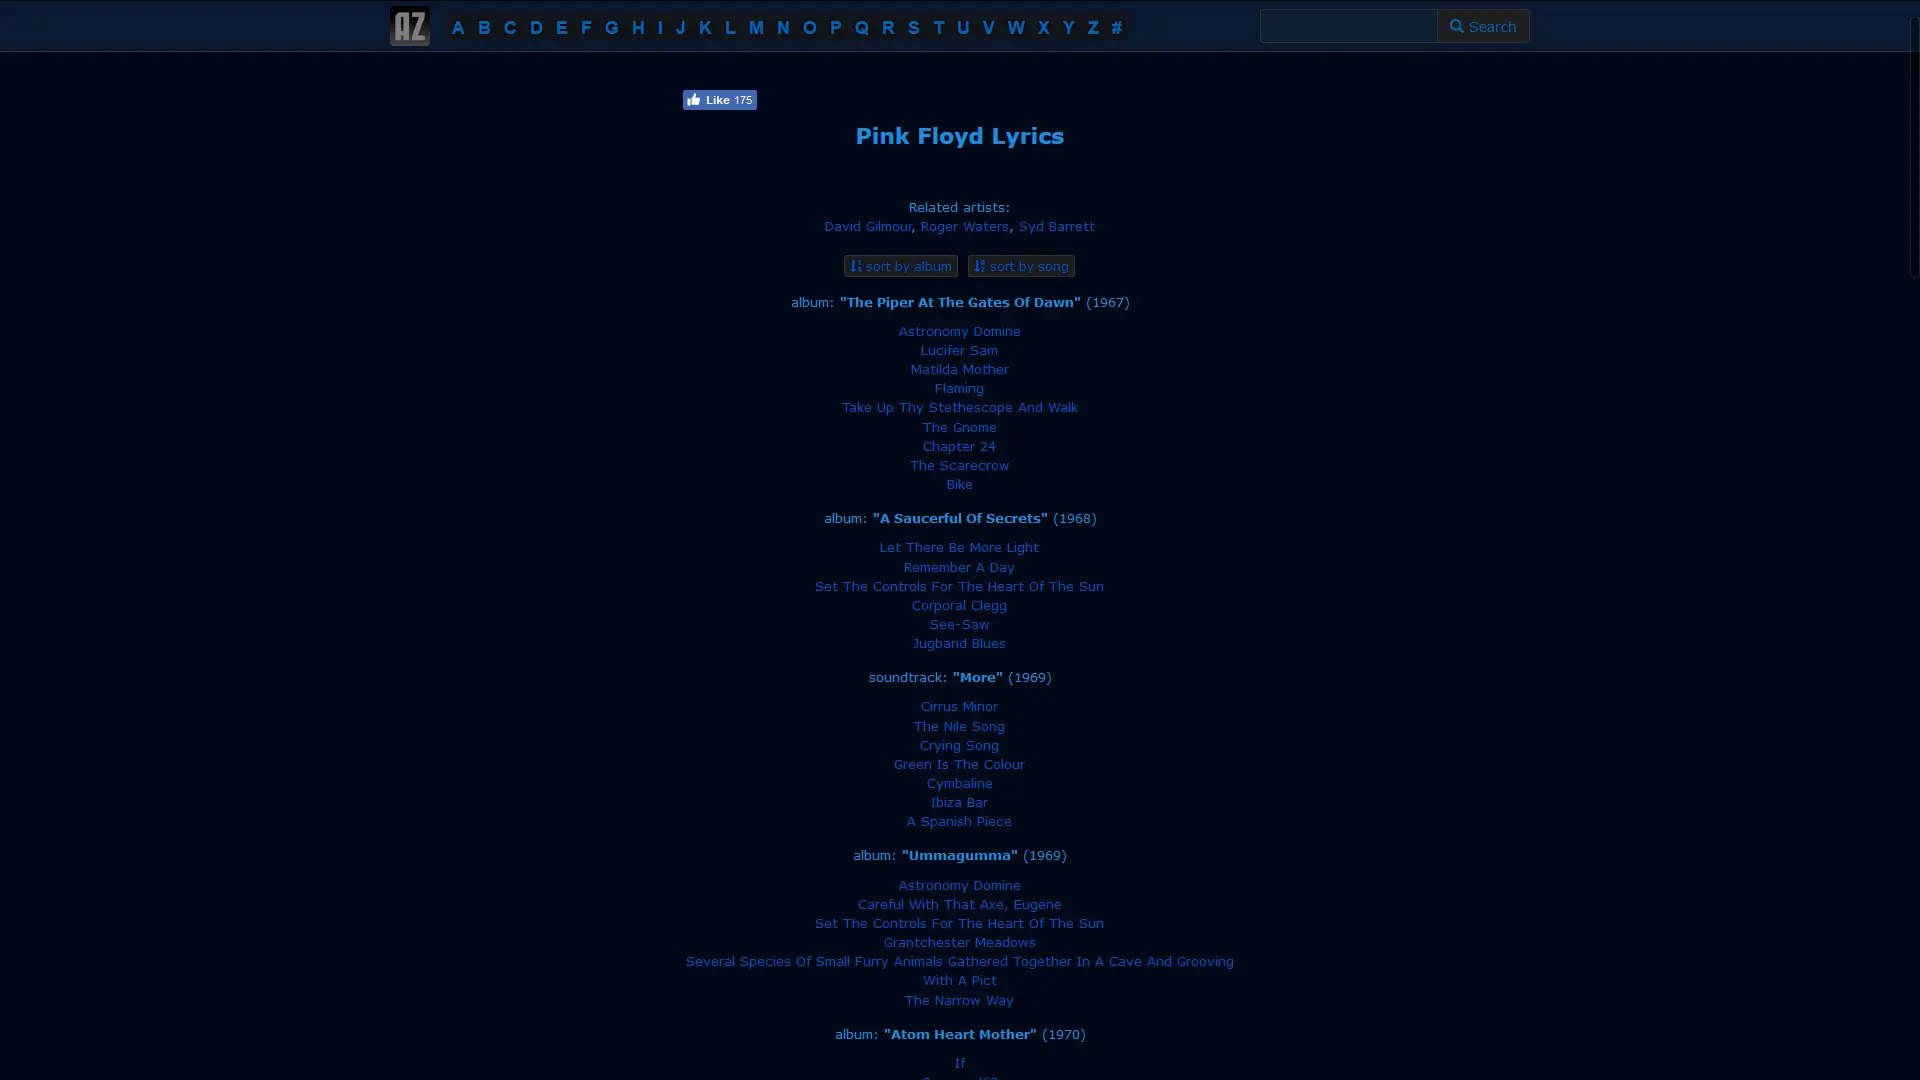 AZ A B C D E F G H I J K L M N O P Q R S T U V W X Y Z # Search
Like 175
Pink Floyd Lyrics
Related artists:
David Gilmour, Roger Waters, Syd Barrett
sort by album sort by song
album: "The Piper At The Gates Of Dawn" (1967)
Astronomy Domine
Lucifer Sam
Matilda Mother
Flaming
Take Up Thy Stethescope And Walk
The Gnome
Chapter 24
The Scarecrow
Bike
album: "A Saucerful Of Secrets" (1968)
Let There Be More Light
Remember A Day
Set The Controls For The Heart Of The Sun
Corporal Clegg
See-Saw
Jugband Blues
soundtrack: "More" (1969)
Cirrus Minor
The Nile Song
Crying Song
Green Is The Colour
Cymbaline
Ibiza Bar
A Spanish Piece
album: "Ummagumma" (1969)
Astronomy Domine
Careful With That Axe, Eugene
Set The Controls For The Heart Of The Sun
Grantchester Meadows
Several Species Of Small Furry Animals Gathered Together In A Cave And Grooving
With A Pict
The Narrow Way
album: "Atom Heart Mother" (1970)
If